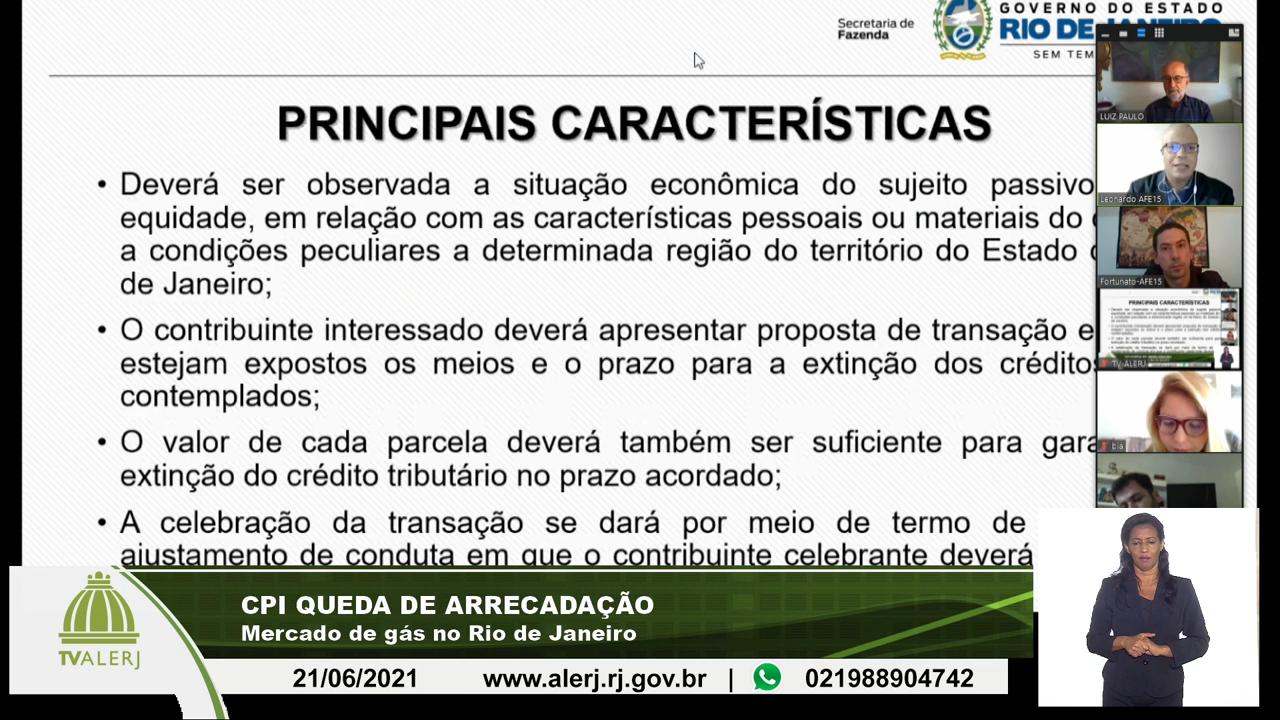 Secretaria de
Fazenda
GOVERNO DO ESTADO
RIO DE JANEIRO
SEM TEM
PRINCIPAIS CARACTERÍSTICAS
• Deverá ser observada a situação econômica do sujeito passivo
equidade, em relação com as características pessoais ou materiais do
a condições peculiares a determinada região do território do Estado
de Janeiro;
• O contribuinte interessado deverá apresentar proposta de transação e
estejam expostos os meios e o prazo para a extinção dos créditos
contemplados;
• O valor de cada parcela deverá também ser suficiente para gara
extinção do crédito tributário no prazo acordado;
• A celebração da transação se dará por meio de termo de
ajustamento de conduta em que o contribuinte celebrante deverá
LUIZ PAULO
Leonardo AFE15
Fortunato-AFE15
PRINCIPAIS CARACTERÍSTICAS
TV ALERJ
bia
CPI QUEDA DE ARRECADAÇÃO
Mercado de gás no Rio de Janeiro
TVALERJ
21/06/2021 www.alerj.rj.gov.br | 021988904742